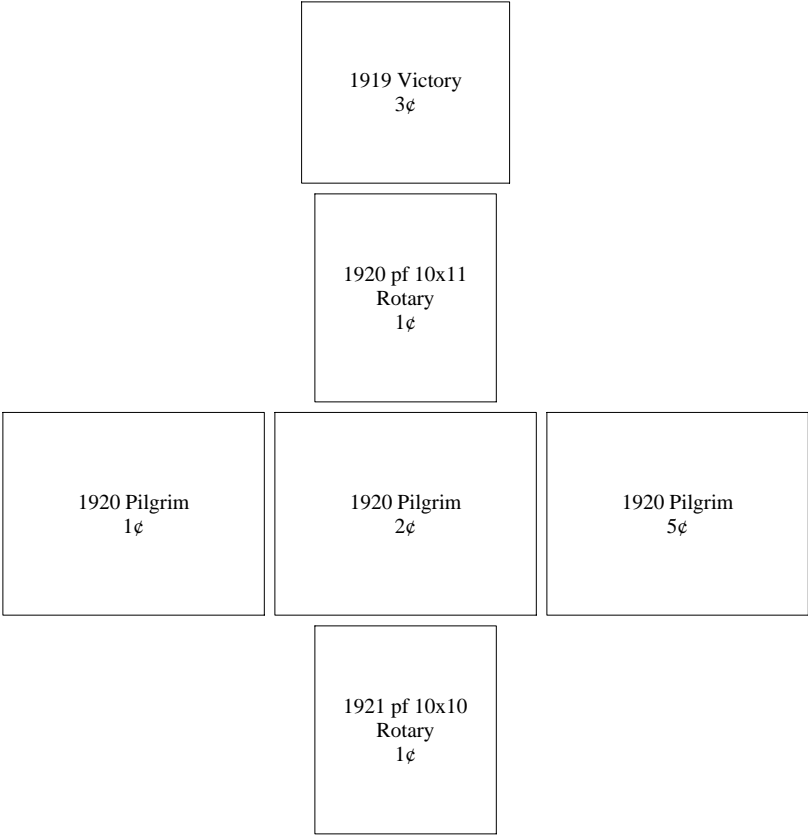 1919 Victory
3¢
1920 pf 10x11
Rotary
1¢
1920 Pilgrim
1¢
1920 Pilgrim
2¢
1920 Pilgrim
5¢
1921 pf 10x10
Rotary
1¢